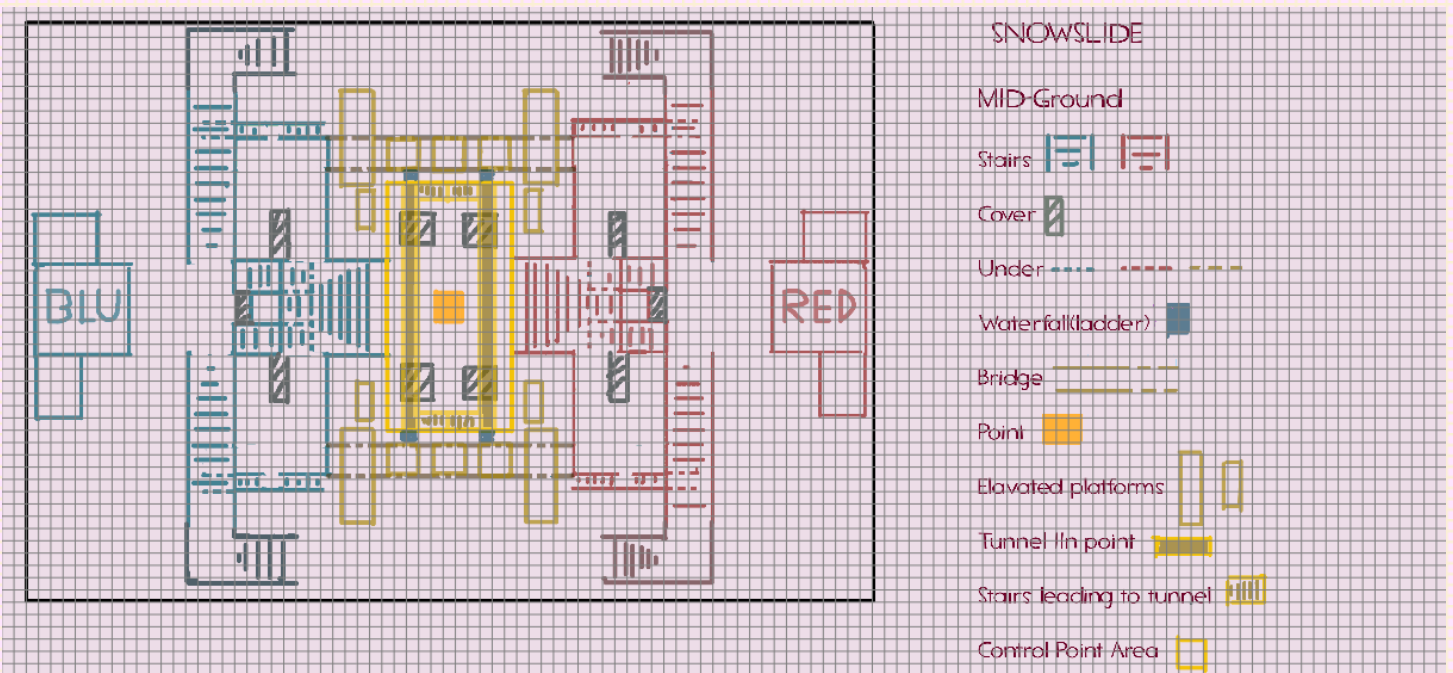 SNOWSLIDE
MID-Ground
Stairs
Cover
Under
Waterfall(ladder)
BLU
RED
Bridge
Point
Elavated platforms
Tunnel IIn point
Stairs leading to tunnel
Control Point Area